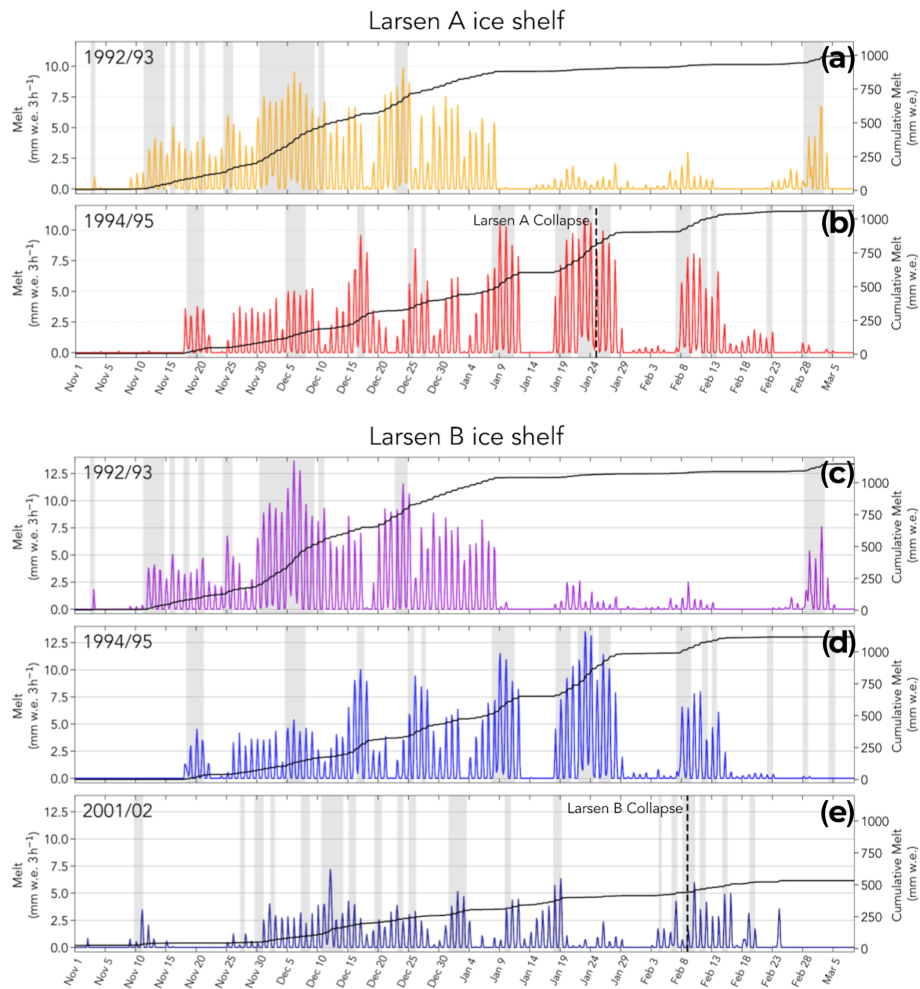 Larsen A ice shelf
1992/93
(a)
10.0
7.5
5.0
2.5
0.0
Melt
(mm w.e. 3h⁻¹)
1000
750
500
250
0
Cumulative Melt
(mm w.e.)
1994/95
Larsen A Collapse
(b)
10.0
7.5
5.0
2.5
0.0
Melt
(mm w.e. 3h⁻¹)
1000
750
500
250
0
Cumulative Melt
(mm w.e.)
Nov 1 Nov 5 Nov 10 Nov 15 Nov 20 Nov 25 Nov 30 Dec 5 Dec 10 Dec 15 Dec 20 Dec 25 Dec 30 Jan 4 Jan 9 Jan 14 Jan 19 Jan 24 Jan 29 Feb 3 Feb 8 Feb 13 Feb 18 Feb 23 Feb 28 Mar 5
Larsen B ice shelf
1992/93
(c)
12.5
10.0
7.5
5.0
2.5
0.0
Melt
(mm w.e. 3h⁻¹)
1000
750
500
250
0
Cumulative Melt
(mm w.e.)
1994/95
(d)
12.5
10.0
7.5
5.0
2.5
0.0
Melt
(mm w.e. 3h⁻¹)
1000
750
500
250
0
Cumulative Melt
(mm w.e.)
2001/02
Larsen B Collapse
(e)
12.5
10.0
7.5
5.0
2.5
0.0
Melt
(mm w.e. 3h⁻¹)
1000
750
500
250
0
Cumulative Melt
(mm w.e.)
Nov 1 Nov 5 Nov 10 Nov 15 Nov 20 Nov 25 Nov 30 Dec 5 Dec 10 Dec 15 Dec 20 Dec 25 Dec 30 Jan 4 Jan 9 Jan 14 Jan 19 Jan 24 Jan 29 Feb 3 Feb 8 Feb 13 Feb 18 Feb 23 Feb 28 Mar 5